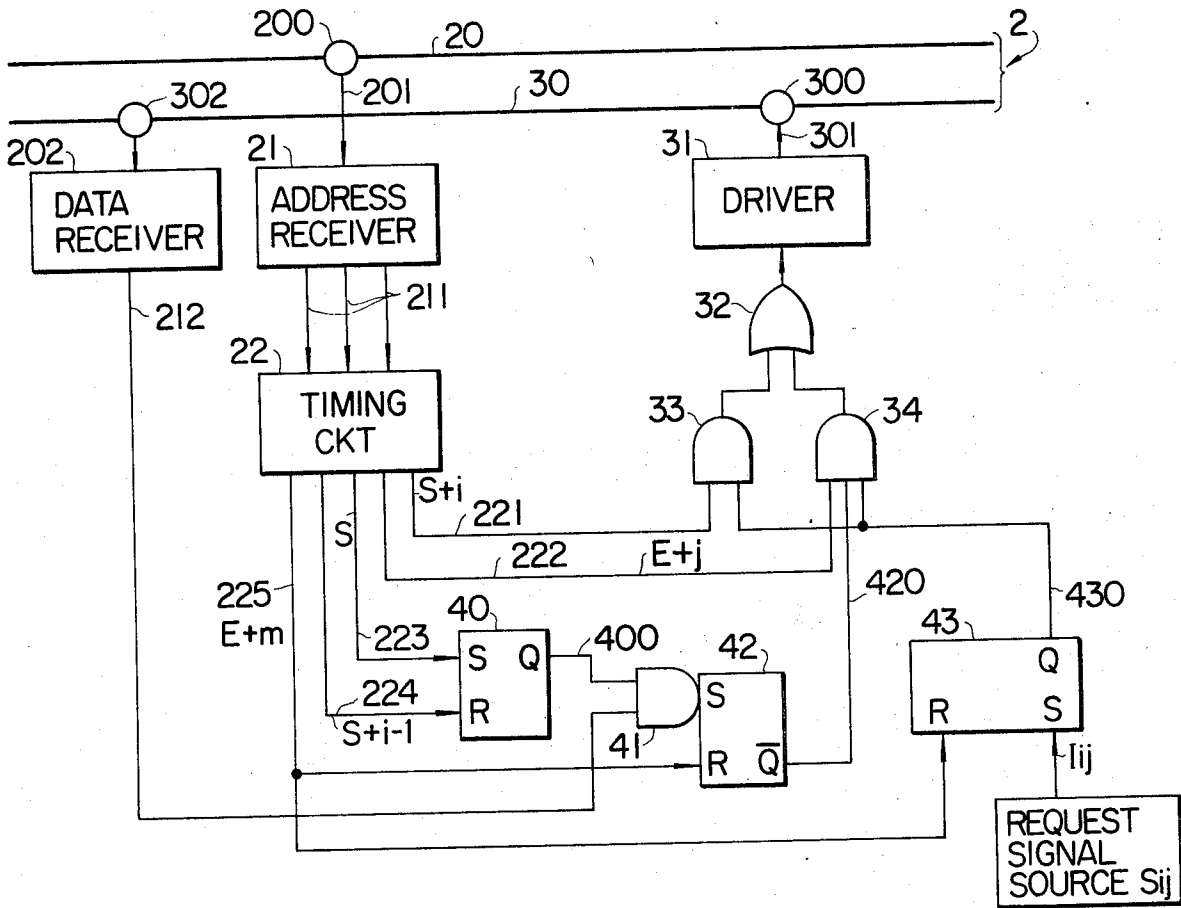 200
20
2
302
201
30
300
202
21
31
301
DATA
RECEIVER
ADDRESS
RECEIVER
DRIVER
212
211
32
22
TIMING
CKT
33
34
S+i
221
S
222
E+j
420
430
225
E+m
223
40
400
42
43
S Q
R
224
S+i-1
41
S
R Q̅
Q
R S
Iij
REQUEST
SIGNAL
SOURCE Sij